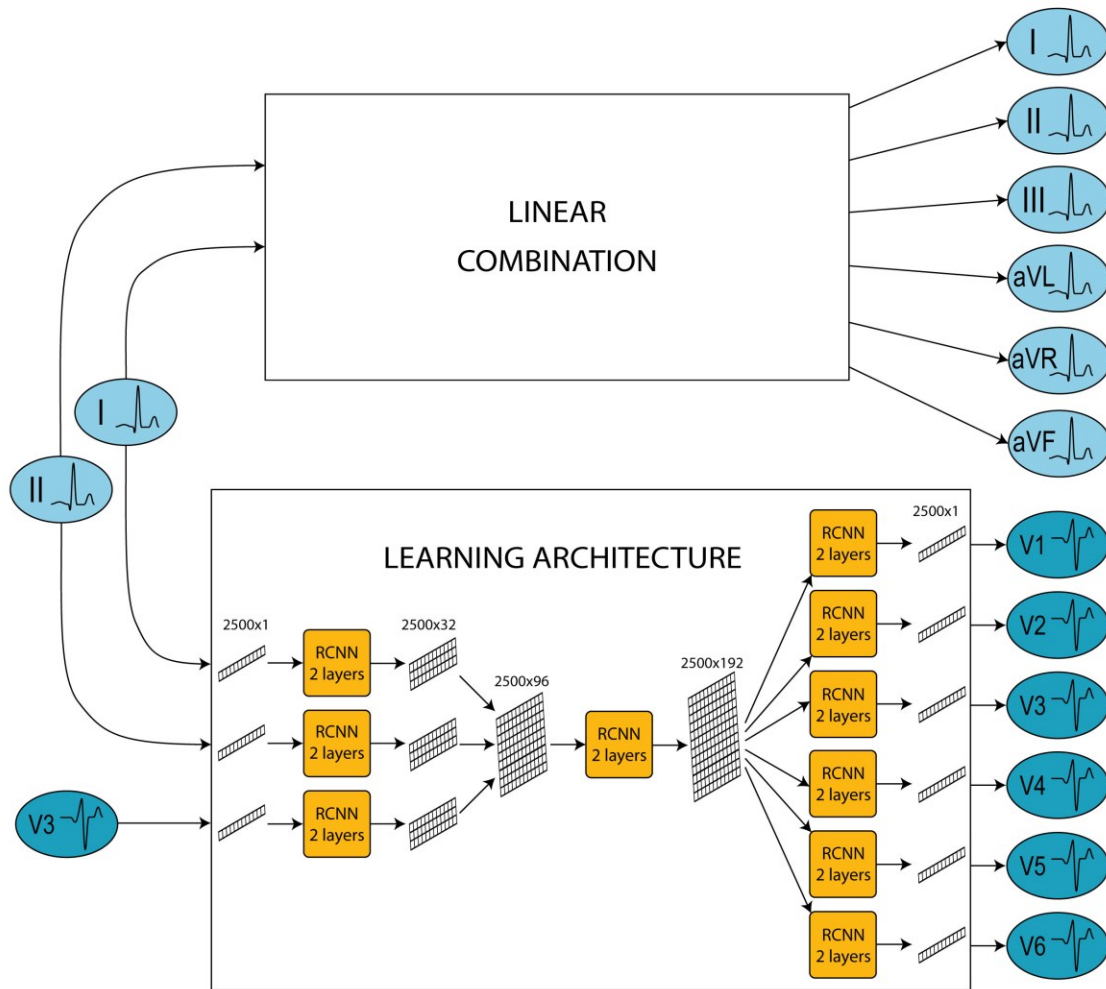 I
II
III
aVL
aVR
aVF
LINEAR
COMBINATION
I
II
V3
LEARNING ARCHITECTURE
2500x1
RCNN
2 layers
RCNN
2 layers
RCNN
2 layers
2500x32
2500x96
RCNN
2 layers
2500x192
RCNN
2 layers
RCNN
2 layers
RCNN
2 layers
RCNN
2 layers
RCNN
2 layers
RCNN
2 layers
2500x1
V1
V2
V3
V4
V5
V6